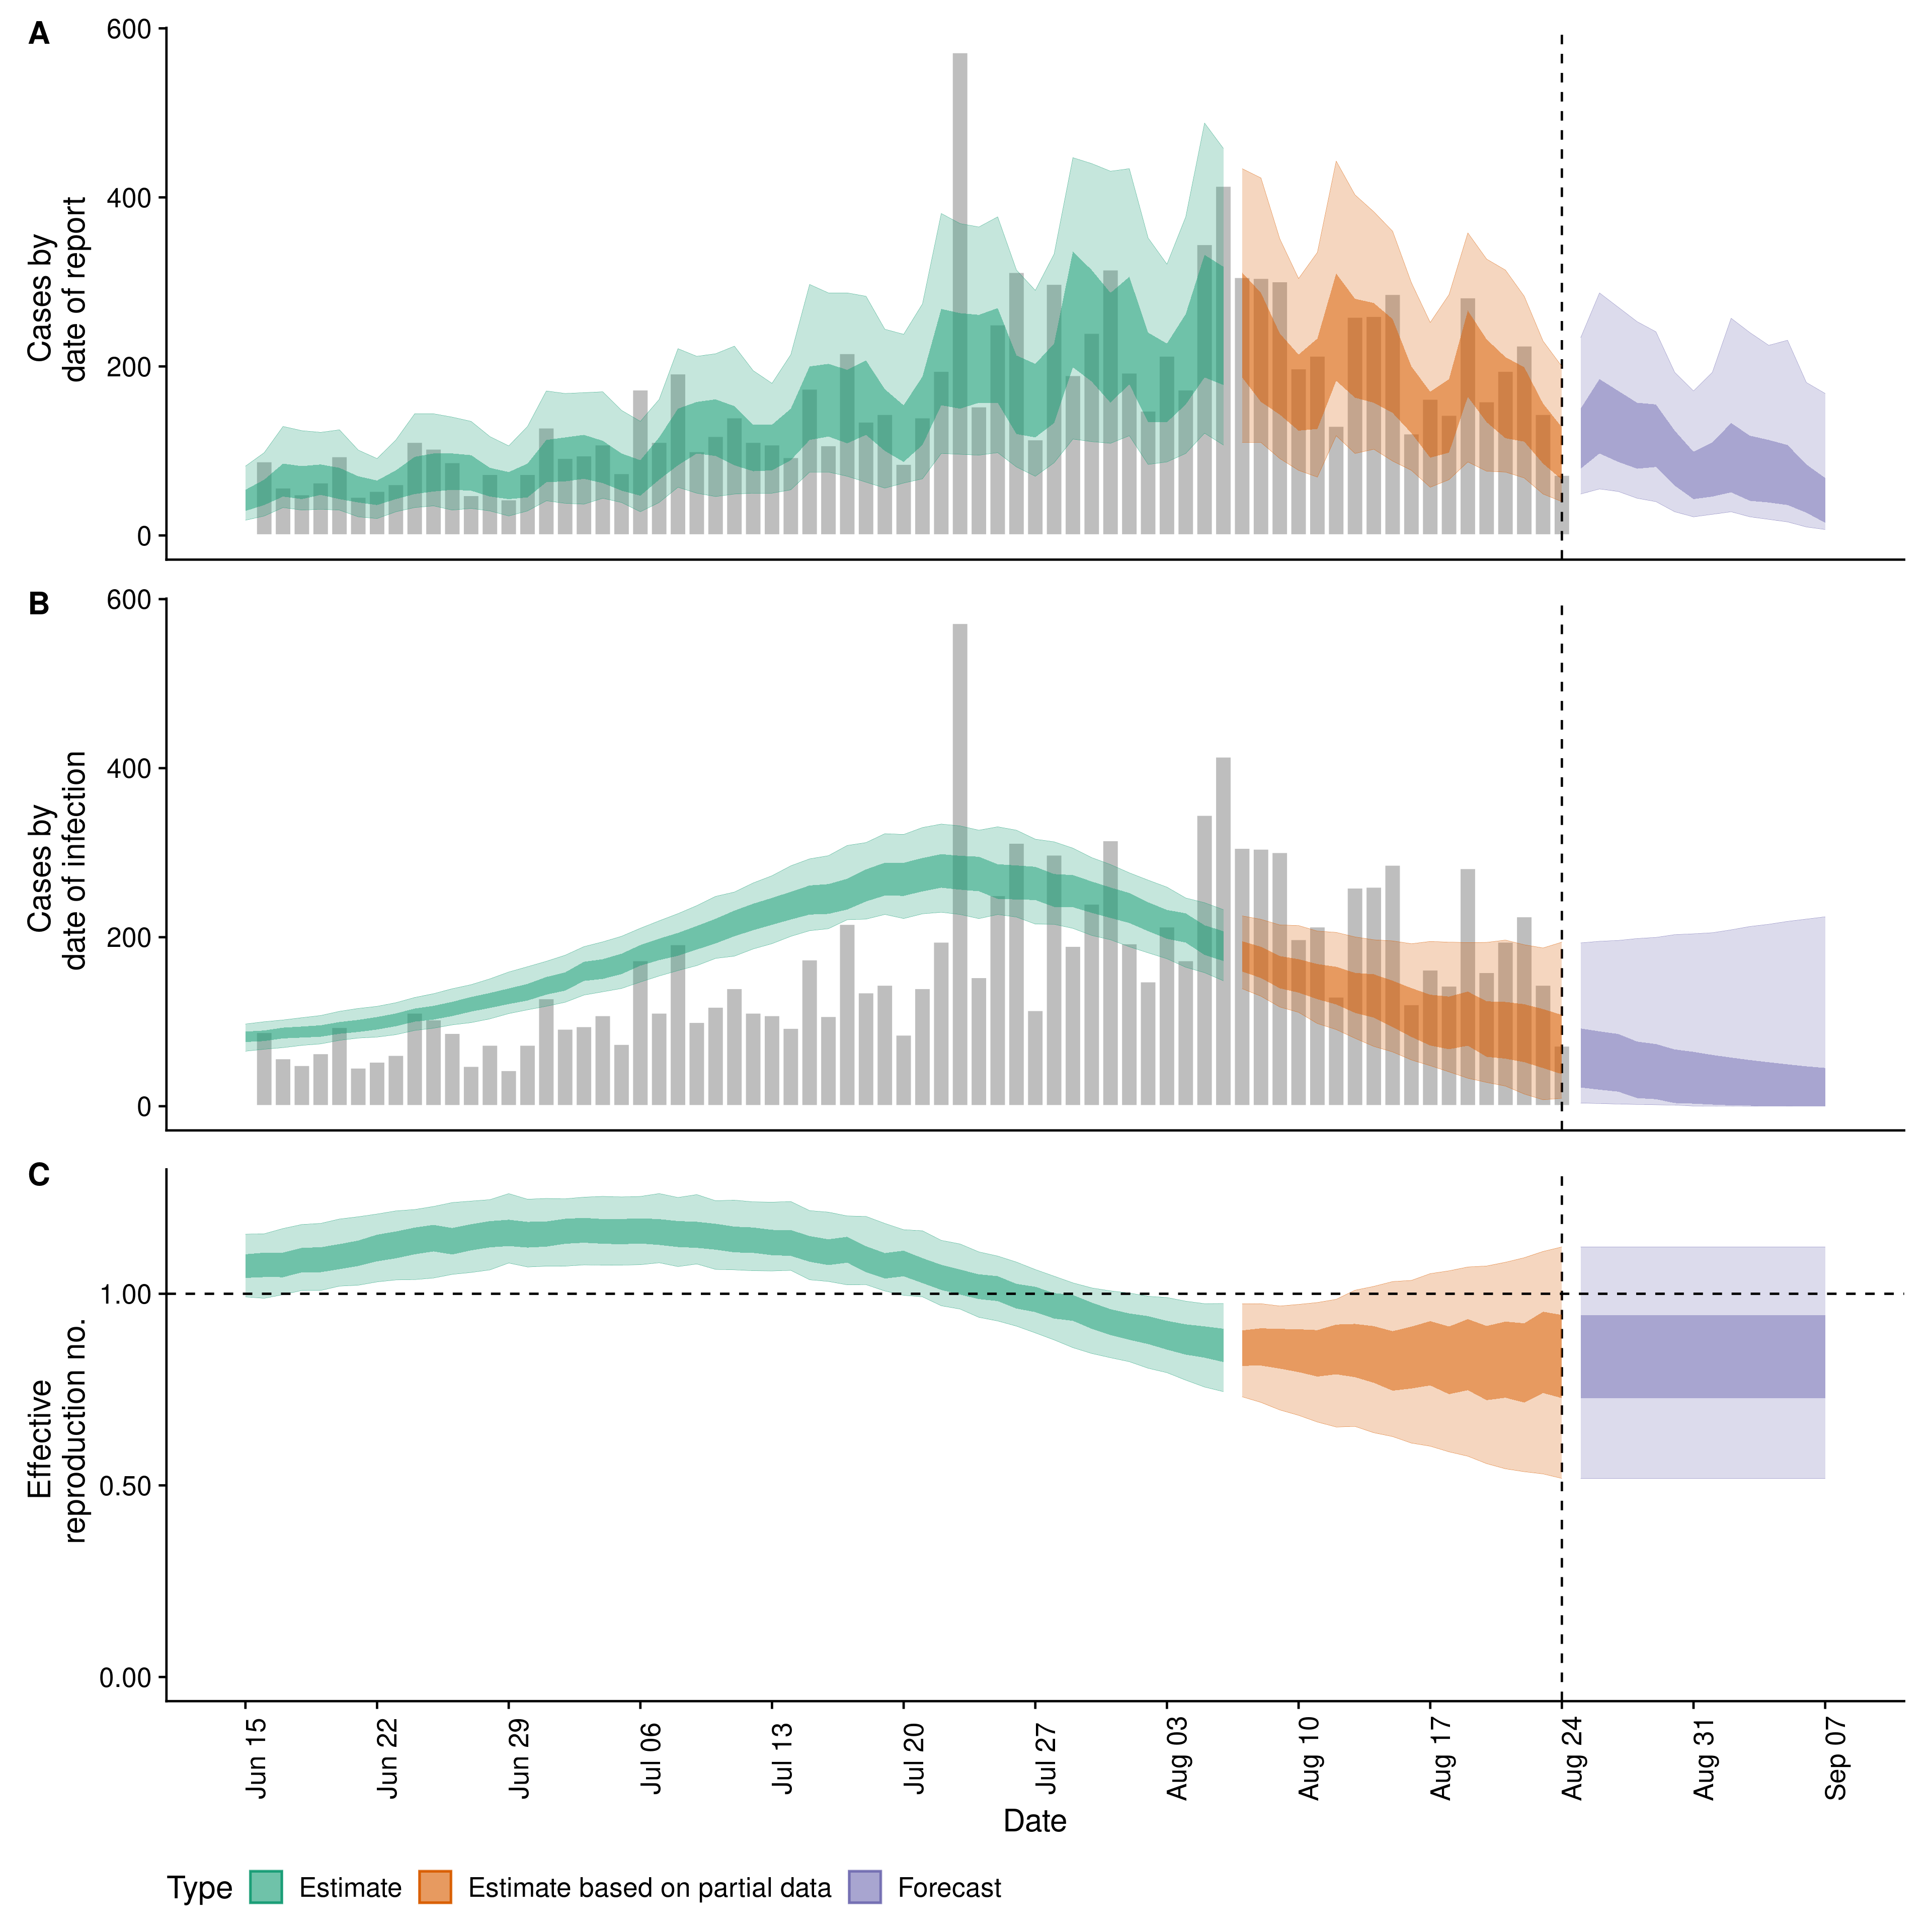 A
600
400
200
0
Cases by
date of report
B
600
400
200
0
Cases by
date of infection
C
1.00
0.50
0.00
Effective
reproduction no.
Jun 15
Jun 22
Jun 29
Jul 06
Jul 13
Jul 20
Jul 27
Aug 03
Aug 10
Aug 17
Aug 24
Aug 31
Sep 07
Date
Type Estimate Estimate based on partial data Forecast